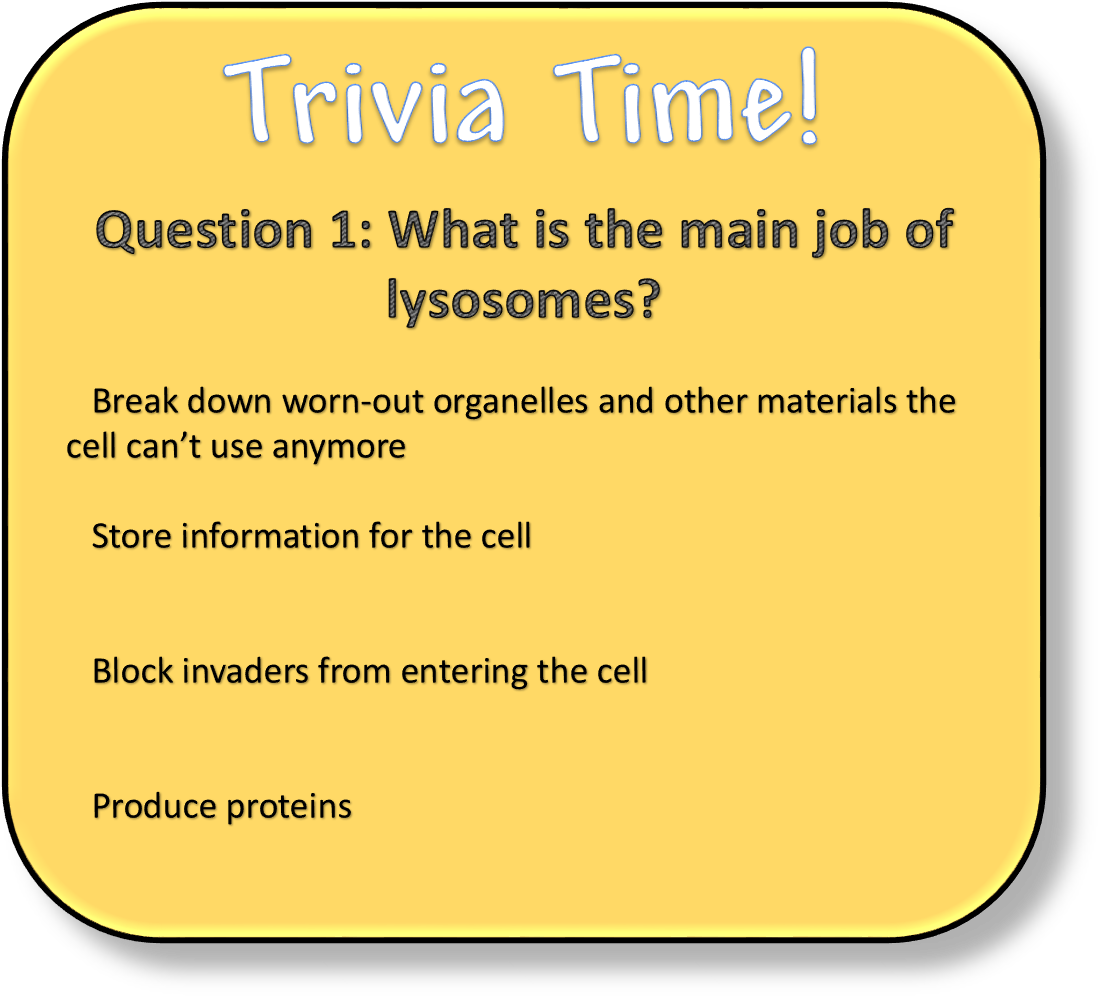 Trivia Time!
Question 1: What is the main job of
lysosomes?
Break down worn-out organelles and other materials the
cell can’t use anymore
Store information for the cell
Block invaders from entering the cell
Produce proteins